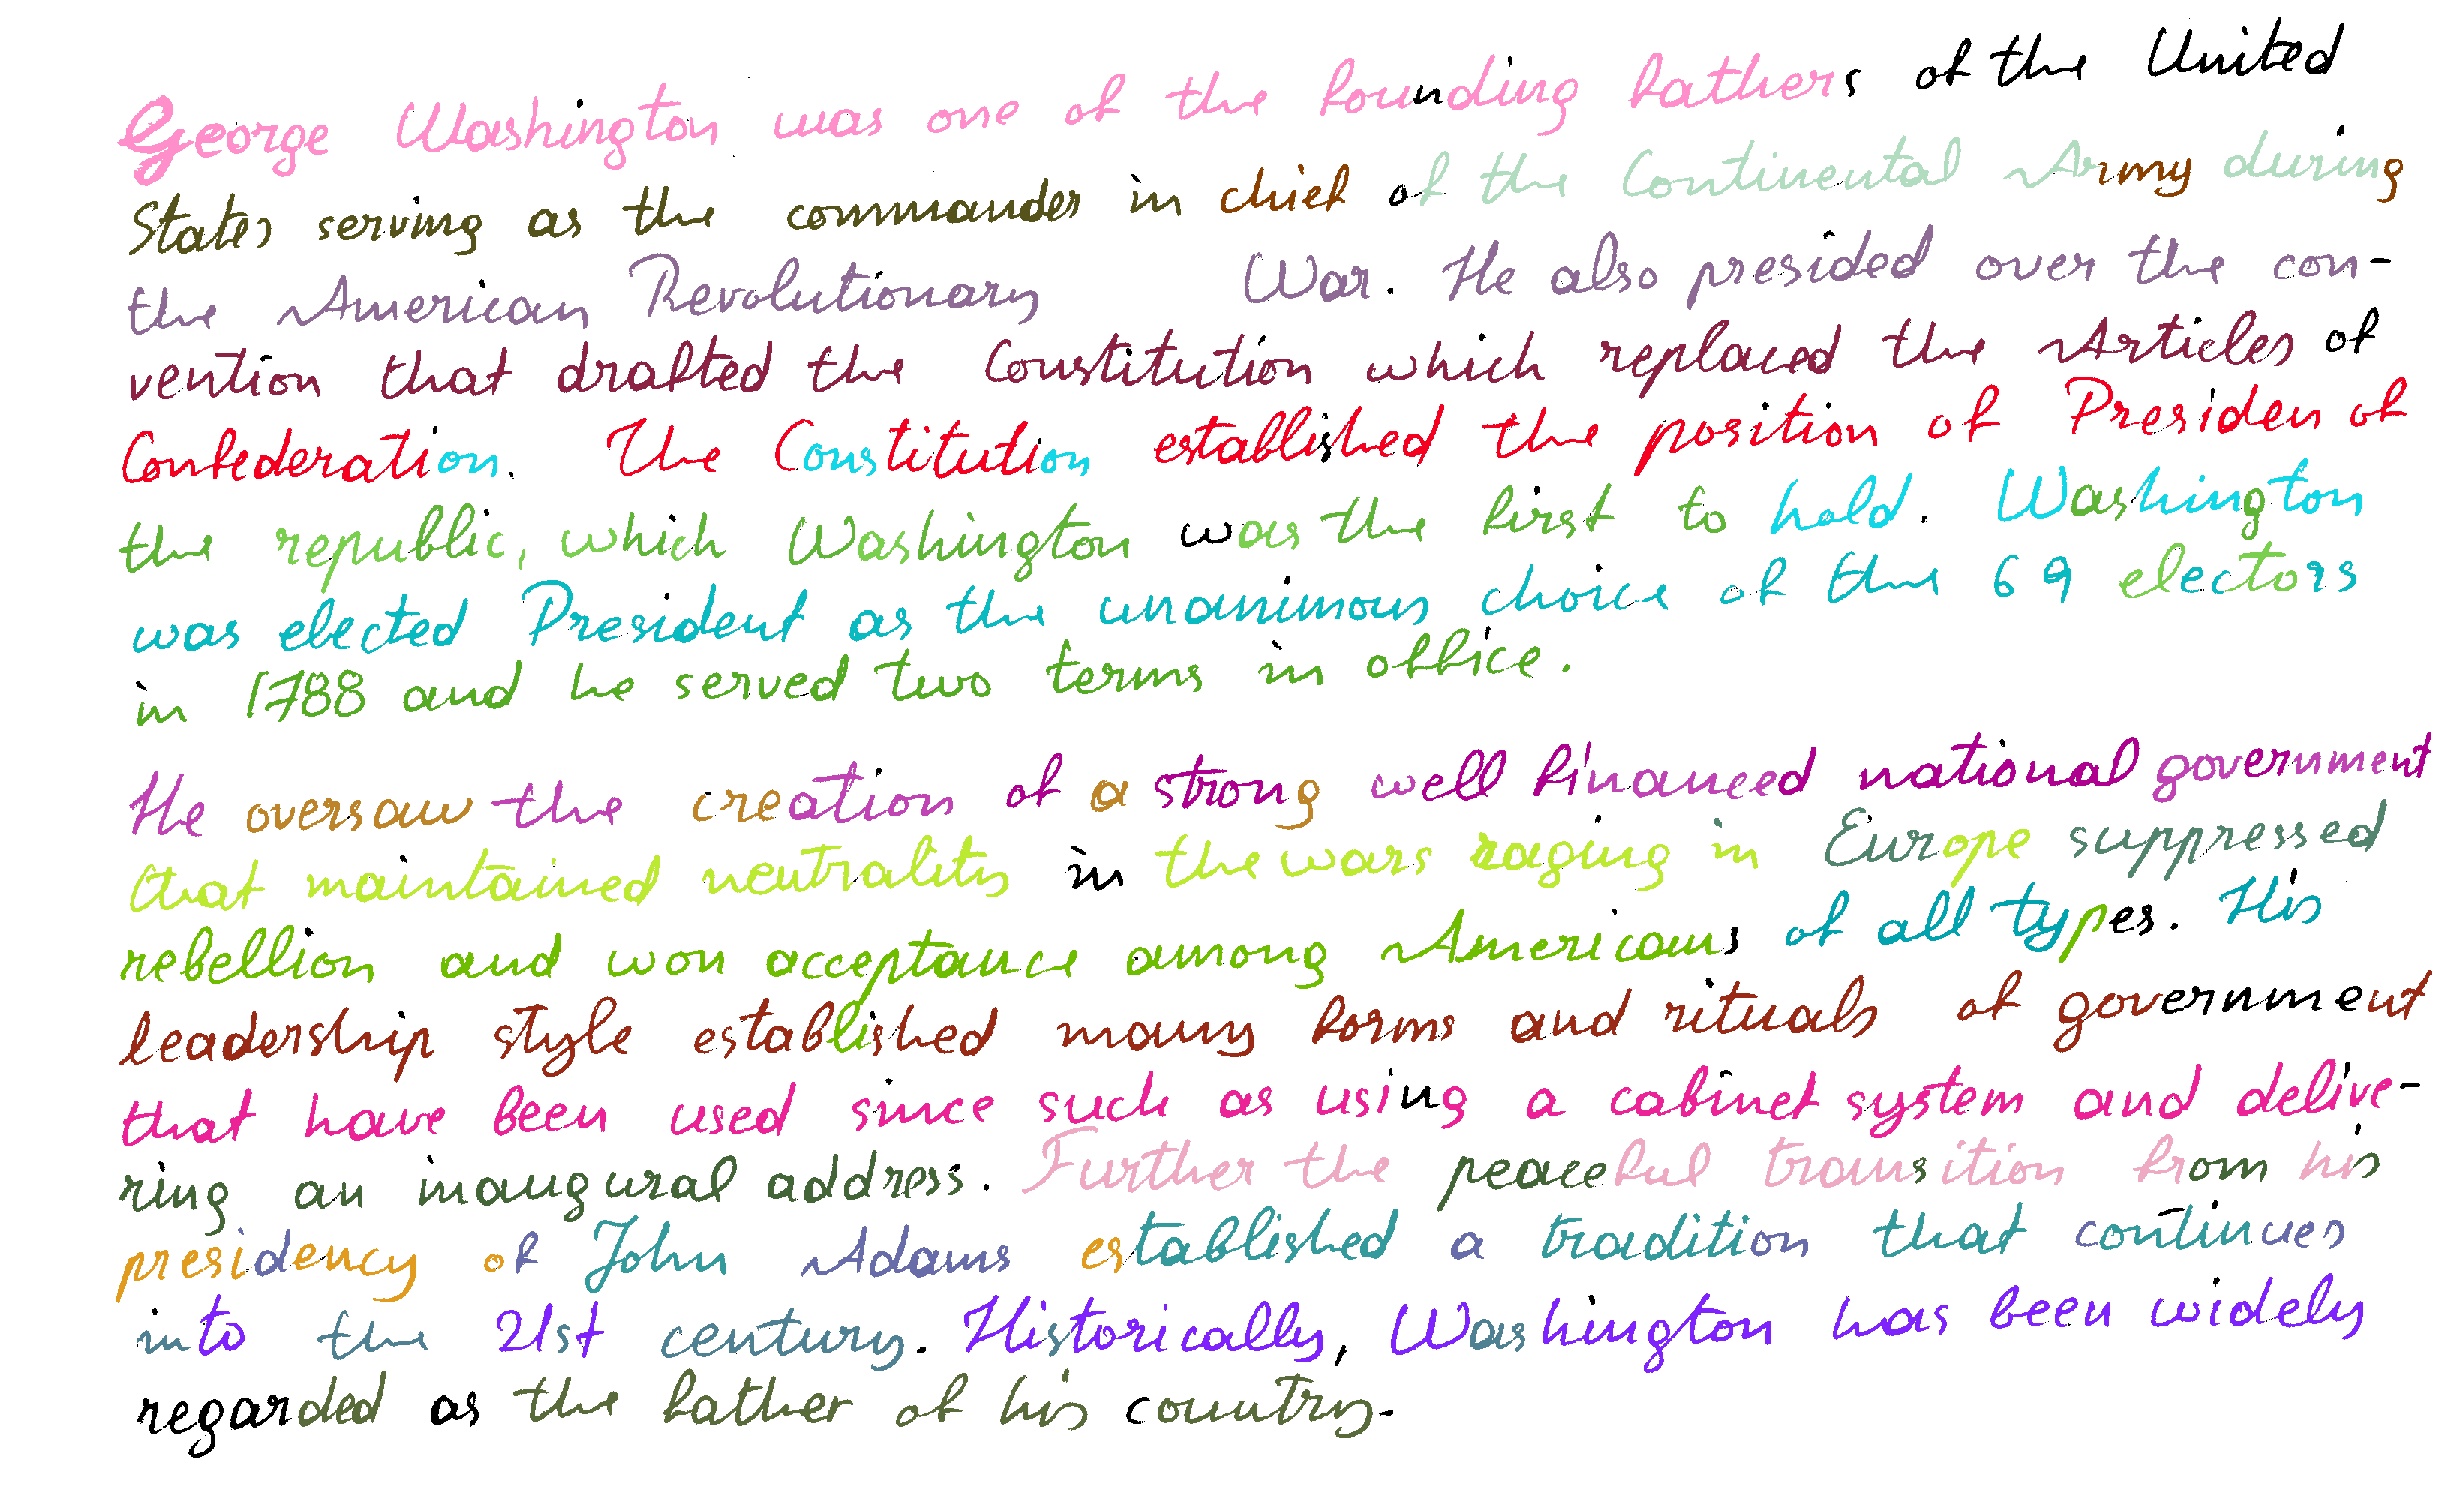 George Washington was one of the founding fathers of the United
States serving as the commander in chief of the Continental Army during
the American Revolutionary War. He also presided over the con-
vention that drafted the Constitution which replaced the Articles of
Confederation. The Constitution established the position of Presiden of
the republic, which Washington was the first to hold. Washington
was elected President as the unanimous choice of the 69 electors
in 1788 and he served two terms in office.
He oversaw the creation of a strong well financed national government
that maintained neutrality in the wars raging in Europe suppressed
rebellion and won acceptance among Americans of all types. His
leadership style established many forms and rituals of government
that have been used since such as using a cabinet system and delive-
ring an inaugural address. Further the peaceful transition from his
presidency of John Adams established a tradition that continues
into the 21st century. Historically, Washington has been widely
regarded as the father of his country.